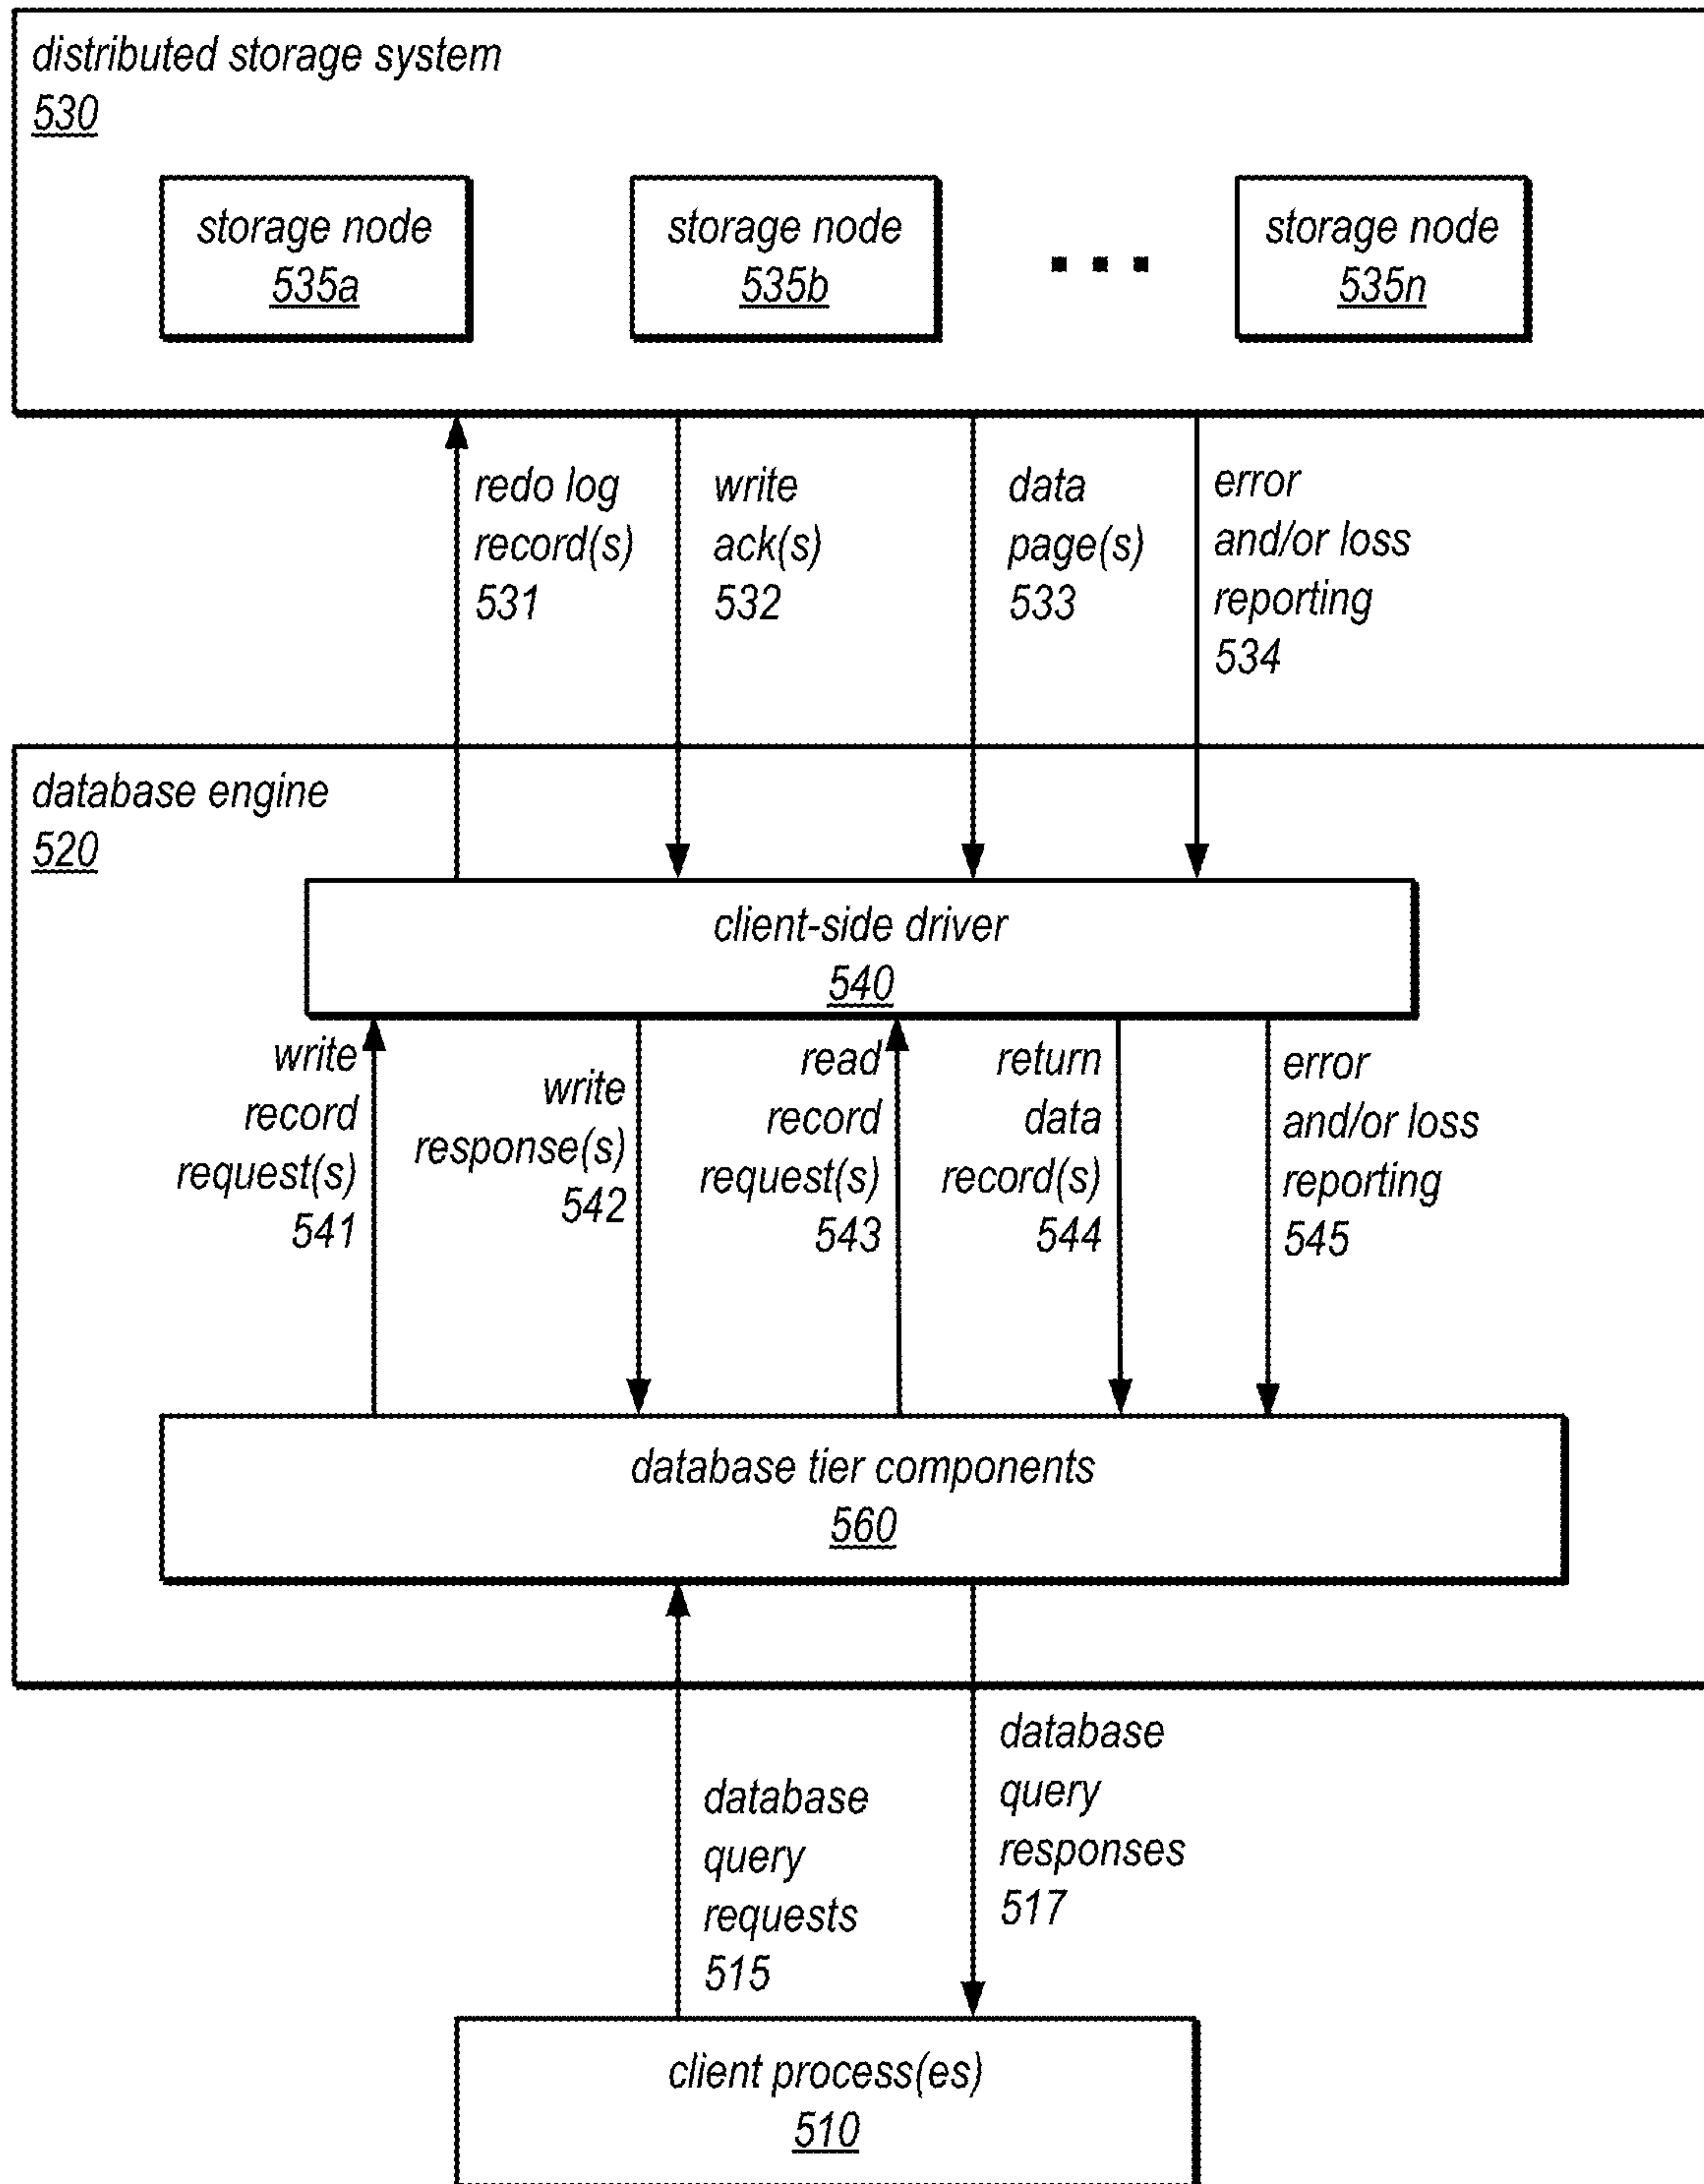 distributed storage system
530
storage node
535a
storage node
535b
storage node
535n
redo log
record(s)
531
write
ack(s)
532
data
page(s)
533
error
and/or loss
reporting
534
database engine
520
client-side driver
540
write
record
request(s)
541
write
response(s)
542
read
record
request(s)
543
return
data
record(s)
544
error
and/or loss
reporting
545
database tier components
560
database
query
requests
515
database
query
responses
517
client process(es)
510